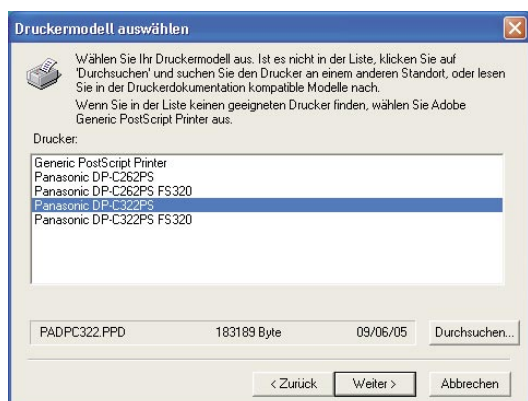 Druckermodell auswählen
Wählen Sie Ihr Druckermodell aus. Ist es nicht in der Liste, klicken Sie auf
'Durchsuchen' und suchen Sie den Drucker an einem anderen Standort, oder lesen
Sie in der Druckerdokumentation kompatible Modelle nach.
Wenn Sie in der Liste keinen geeigneten Drucker finden, wählen Sie Adobe
Generic PostScript Printer aus.
Drucker:
Generic PostScript Printer
Panasonic DP-C262PS
Panasonic DP-C262PS FS320
Panasonic DP-C322PS
Panasonic DP-C322PS FS320
PADPC322.PPD 183189 Byte 09/06/05 Durchsuchen...
< Zurück Weiter > Abbrechen